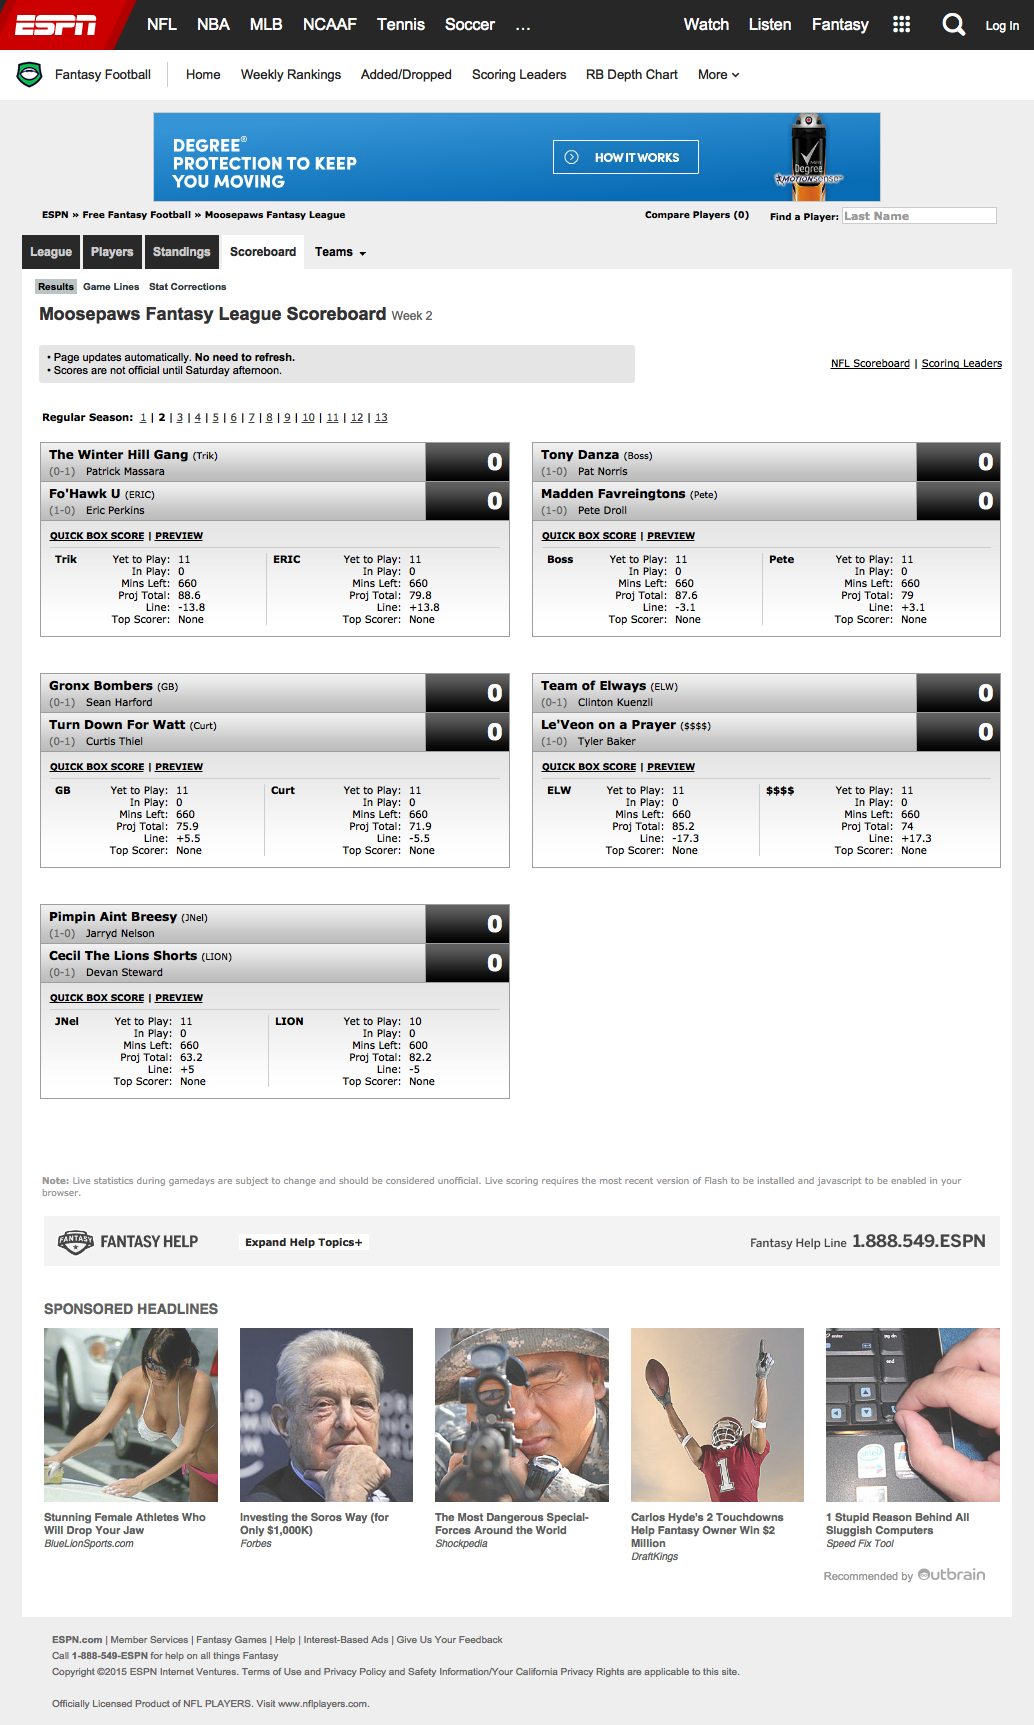 ESPN NFL NBA MLB NCAAF Tennis Soccer ... Watch Listen Fantasy Log In
Fantasy Football Home Weekly Rankings Added/Dropped Scoring Leaders RB Depth Chart More
DEGREE®
PROTECTION TO KEEP
YOU MOVING
HOW IT WORKS
Degree
MOTIONSENSE
ESPN » Free Fantasy Football » Moosepaws Fantasy League Compare Players (0) Find a Player: Last Name
League Players Standings Scoreboard Teams
Results Game Lines Stat Corrections
Moosepaws Fantasy League Scoreboard Week 2
• Page updates automatically. No need to refresh.
• Scores are not official until Saturday afternoon.
NFL Scoreboard | Scoring Leaders
Regular Season: 1 | 2 | 3 | 4 | 5 | 6 | 7 | 8 | 9 | 10 | 11 | 12 | 13
The Winter Hill Gang (Trik) 0
(0-1) Patrick Massara
Fo'Hawk U (ERIC) 0
(1-0) Eric Perkins
QUICK BOX SCORE | PREVIEW
Trik Yet to Play: 11 ERIC Yet to Play: 11
In Play: 0 In Play: 0
Mins Left: 660 Mins Left: 660
Proj Total: 88.6 Proj Total: 79.8
Line: -13.8 Line: +13.8
Top Scorer: None Top Scorer: None
Tony Danza (Boss) 0
(1-0) Pat Norris
Madden Favreingtons (Pete) 0
(1-0) Pete Droll
QUICK BOX SCORE | PREVIEW
Boss Yet to Play: 11 Pete Yet to Play: 11
In Play: 0 In Play: 0
Mins Left: 660 Mins Left: 660
Proj Total: 87.6 Proj Total: 79
Line: -3.1 Line: +3.1
Top Scorer: None Top Scorer: None
Gronx Bombers (GB) 0
(0-1) Sean Harford
Turn Down For Watt (Curt) 0
(0-1) Curtis Thiel
QUICK BOX SCORE | PREVIEW
GB Yet to Play: 11 Curt Yet to Play: 11
In Play: 0 In Play: 0
Mins Left: 660 Mins Left: 660
Proj Total: 75.9 Proj Total: 71.9
Line: +5.5 Line: -5.5
Top Scorer: None Top Scorer: None
Team of Elways (ELW) 0
(0-1) Clinton Kuenzli
Le'Veon on a Prayer ($$$$) 0
(1-0) Tyler Baker
QUICK BOX SCORE | PREVIEW
ELW Yet to Play: 11 $$$$ Yet to Play: 11
In Play: 0 In Play: 0
Mins Left: 660 Mins Left: 660
Proj Total: 85.2 Proj Total: 74
Line: -17.3 Line: +17.3
Top Scorer: None Top Scorer: None
Pimpin Aint Breesy (JNel) 0
(1-0) Jarryd Nelson
Cecil The Lions Shorts (LION) 0
(0-1) Devan Steward
QUICK BOX SCORE | PREVIEW
JNel Yet to Play: 11 LION Yet to Play: 10
In Play: 0 In Play: 0
Mins Left: 660 Mins Left: 600
Proj Total: 63.2 Proj Total: 82.2
Line: +5 Line: -5
Top Scorer: None Top Scorer: None
Note: Live statistics during gamedays are subject to change and should be considered unofficial. Live scoring requires the most recent version of Flash to be installed and javascript to be enabled in your
browser.
FANTASY FANTASY HELP Expand Help Topics+ Fantasy Help Line 1.888.549.ESPN
SPONSORED HEADLINES
1
Stunning Female Athletes Who
Will Drop Your Jaw
BlueLionSports.com
Investing the Soros Way (for
Only $1,000K)
Forbes
The Most Dangerous Special-
Forces Around the World
Shockpedia
Carlos Hyde's 2 Touchdowns
Help Fantasy Owner Win $2
Million
DraftKings
1 Stupid Reason Behind All
Sluggish Computers
Speed Fix Tool
Recommended by Outbrain
ESPN.com | Member Services | Fantasy Games | Help | Interest-Based Ads | Give Us Your Feedback
Call 1-888-549-ESPN for help on all things Fantasy
Copyright ©2015 ESPN Internet Ventures. Terms of Use and Privacy Policy and Safety Information/Your California Privacy Rights are applicable to this site.
Officially Licensed Product of NFL PLAYERS. Visit www.nflplayers.com.